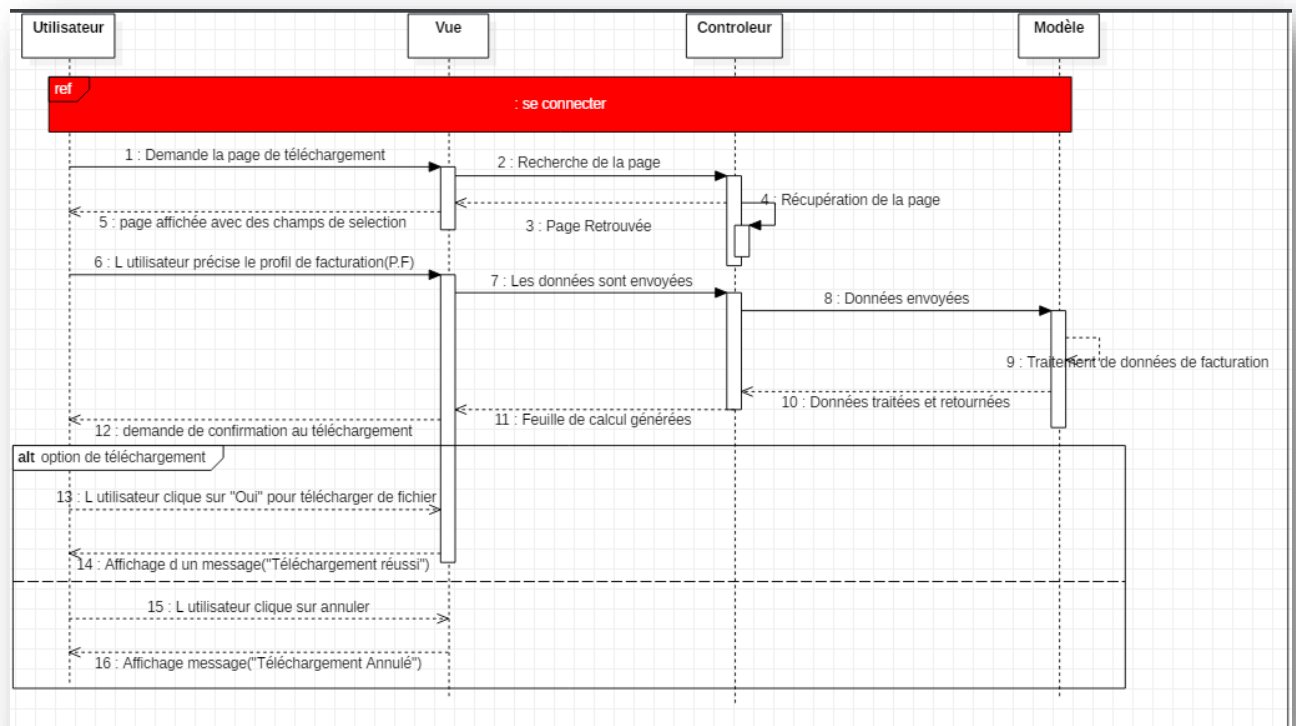 Utilisateur
Vue
Controleur
Modèle
ref
: se connecter
1 : Demande la page de téléchargement
2 : Recherche de la page
4 : Récupération de la page
5 : page affichée avec des champs de selection
3 : Page Retrouvée
6 : L utilisateur précise le profil de facturation(P.F)
7 : Les données sont envoyées
8 : Données envoyées
9 : Traitement de données de facturation
10 : Données traitées et retournées
11 : Feuille de calcul générées
12 : demande de confirmation au téléchargement
alt option de téléchargement
13 : L utilisateur clique sur "Oui" pour télécharger de fichier
14 : Affichage d un message("Téléchargement réussi")
15 : L utilisateur clique sur annuler
16 : Affichage message("Téléchargement Annulé")